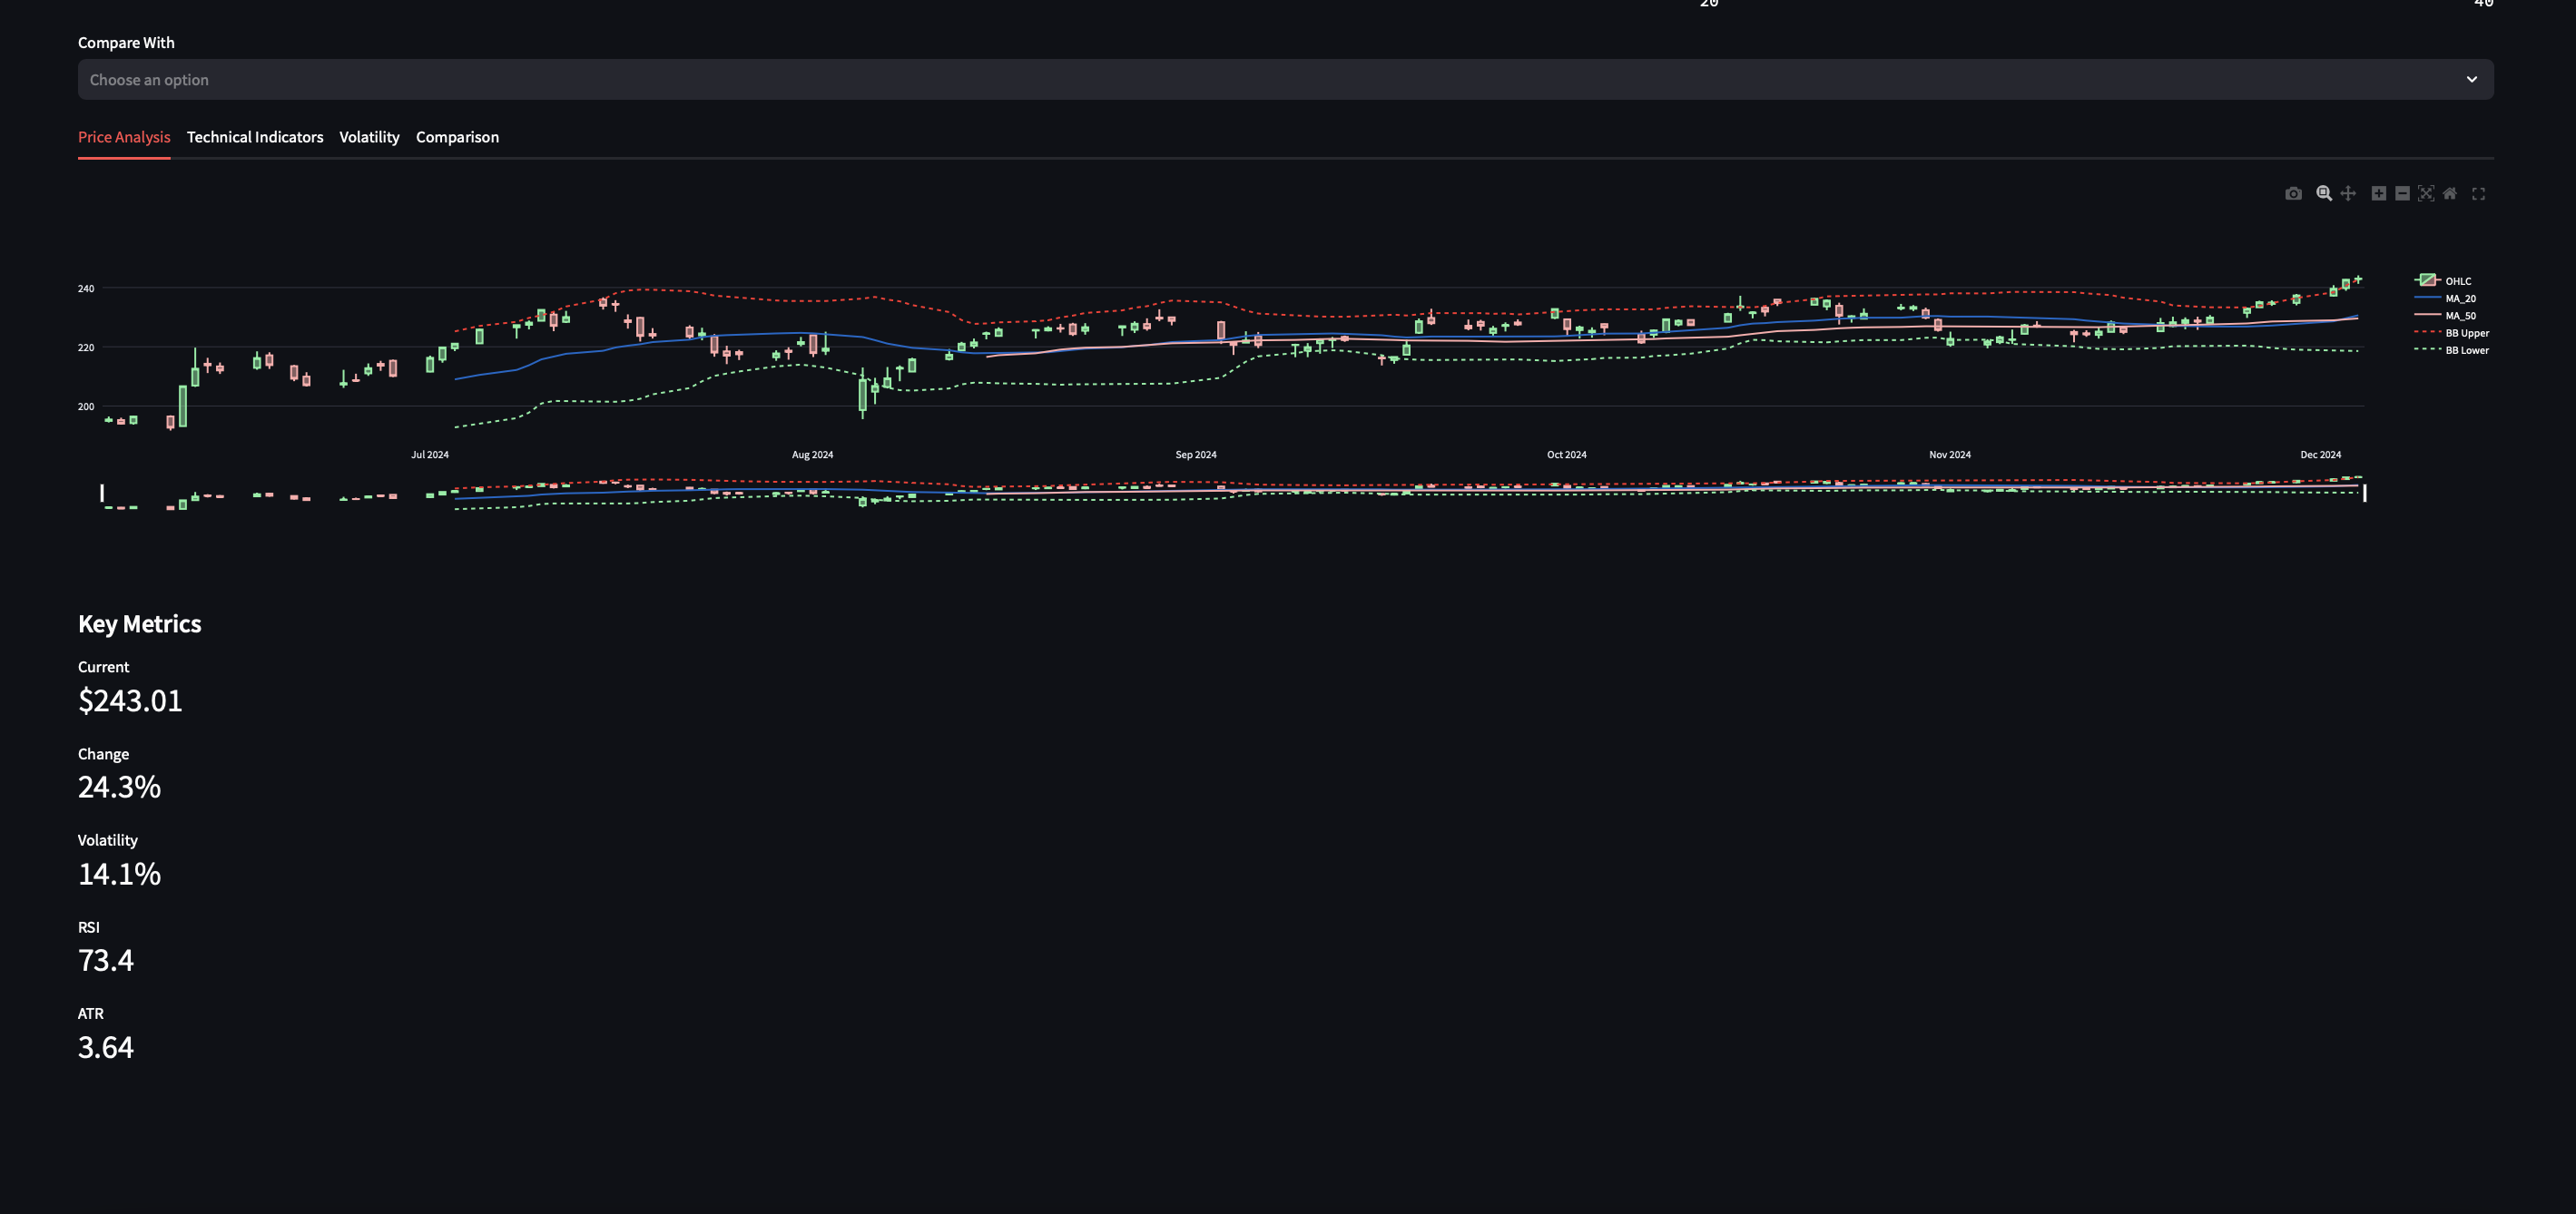 20 40
Compare With
Choose an option
Price Analysis Technical Indicators Volatility Comparison
240
220
200
OHLC
MA_20
MA_50
BB Upper
BB Lower
Jul 2024 Aug 2024 Sep 2024 Oct 2024 Nov 2024 Dec 2024
Key Metrics
Current
$243.01
Change
24.3%
Volatility
14.1%
RSI
73.4
ATR
3.64